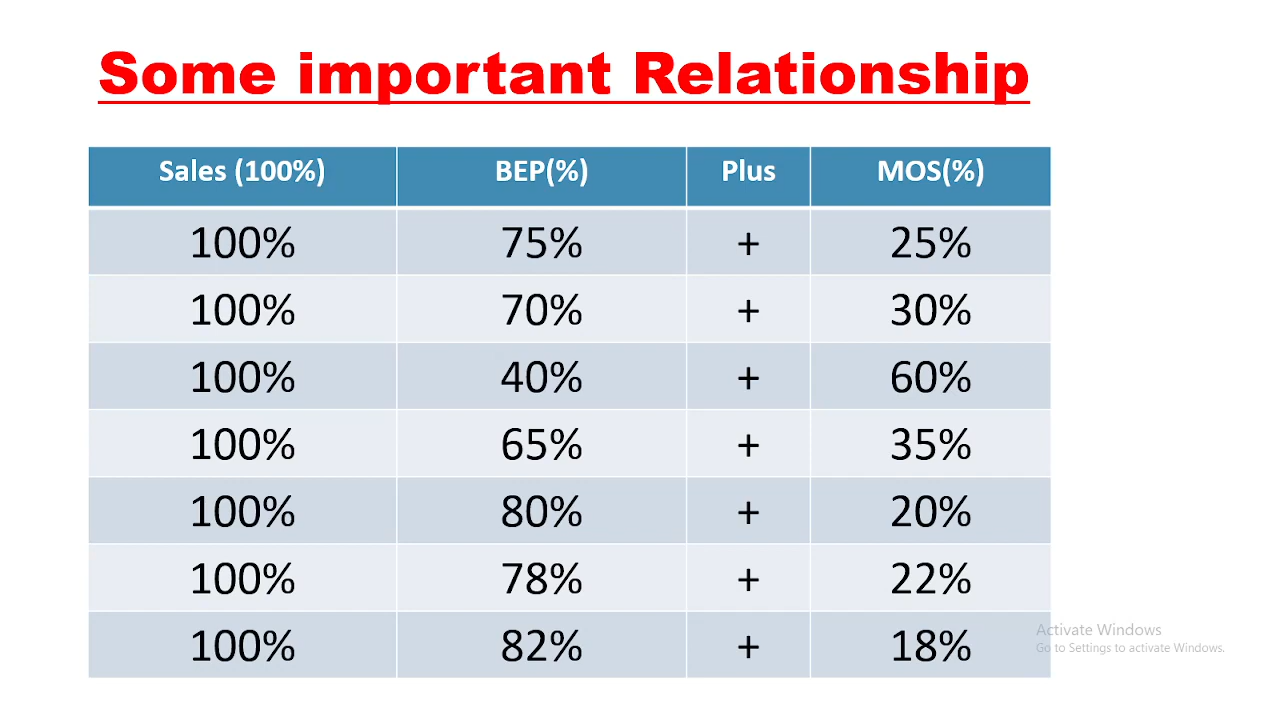 Some important Relationship
Sales (100%) BEP(%) Plus MOS(%)
100% 75% + 25%
100% 70% + 30%
100% 40% + 60%
100% 65% + 35%
100% 80% + 20%
100% 78% + 22%
100% 82% + 18%
Activate Windows
Go to Settings to activate Windows.